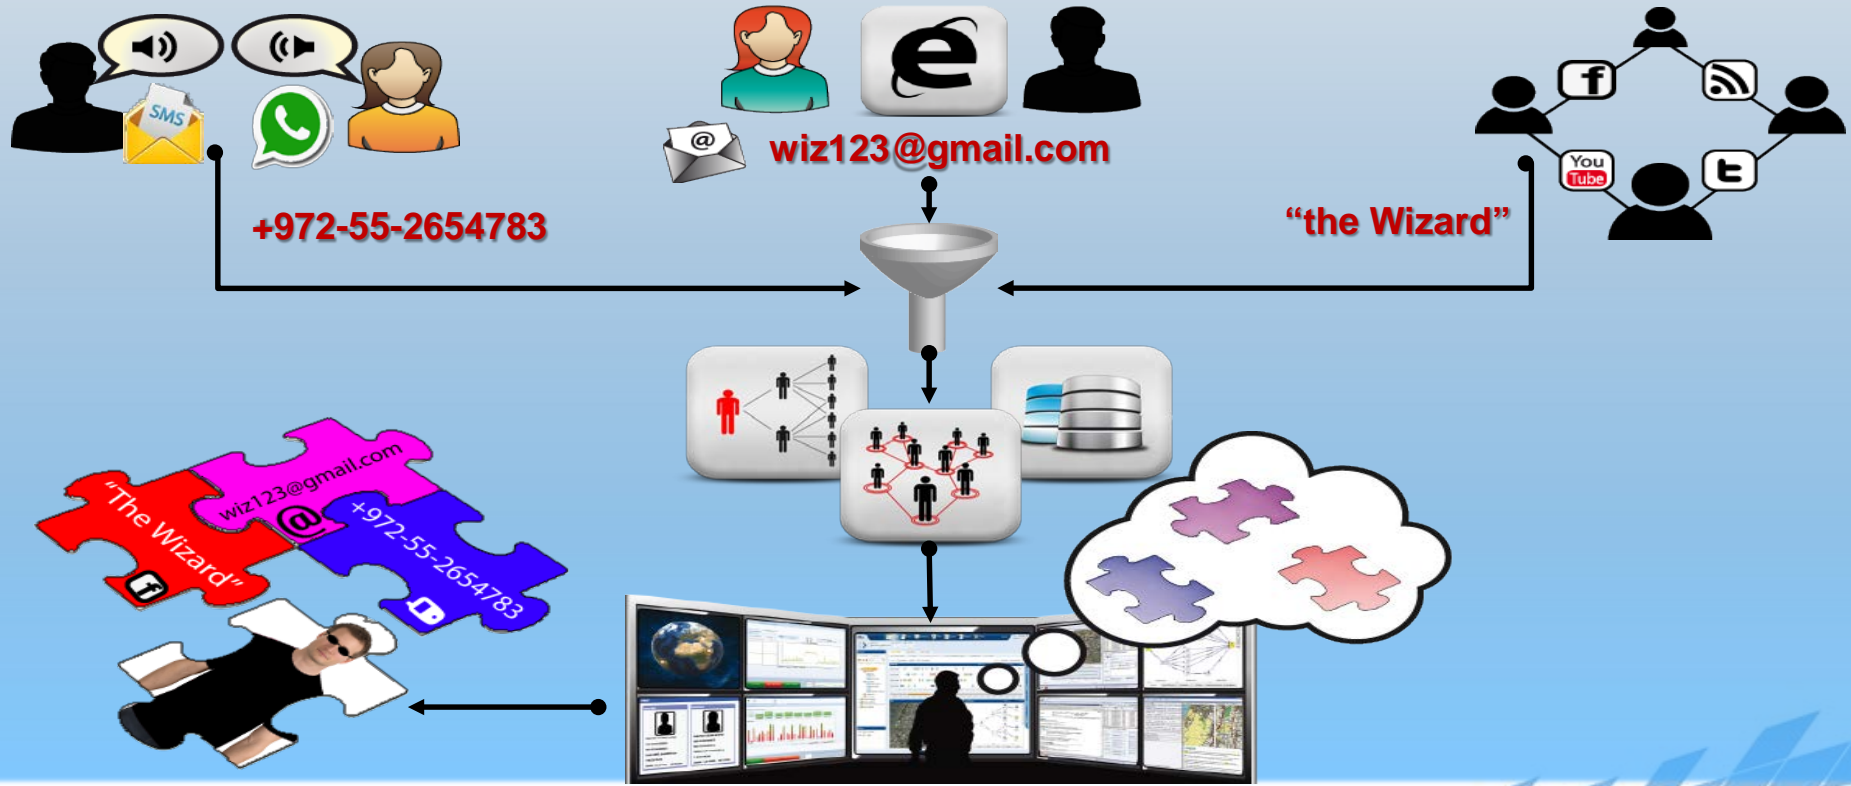 SMS
wiz123@gmail.com
+972-55-2654783
“the Wizard”
You
Tube
wiz123@gmail.com
“The Wizard”
+972-55-2654783